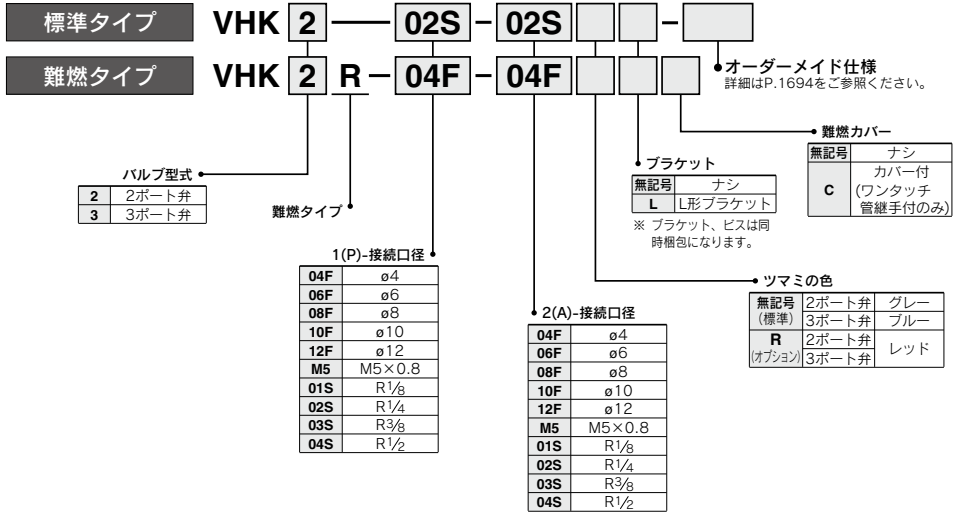 標準タイプ VHK 2 — 02S – 02S –
難燃タイプ VHK 2 R – 04F – 04F
オーダーメイド仕様
詳細はP.1694をご参照ください。
難燃カバー
無記号 ナシ
C カバー付
(ワンタッチ
管継手付のみ)
ブラケット
無記号 ナシ
L L形ブラケット
※ ブラケット、ビスは同
時梱包になります。
バルブ型式
2 2ポート弁
3 3ポート弁
難燃タイプ
1(P)-接続口径
04F ø4
06F ø6
08F ø8
10F ø10
12F ø12
M5 M5×0.8
01S R1/8
02S R1/4
03S R3/8
04S R1/2
2(A)-接続口径
04F ø4
06F ø6
08F ø8
10F ø10
12F ø12
M5 M5×0.8
01S R1/8
02S R1/4
03S R3/8
04S R1/2
ツマミの色
無記号 2ポート弁 グレー
(標準) 3ポート弁 ブルー
R 2ポート弁 レッド
(オプション) 3ポート弁